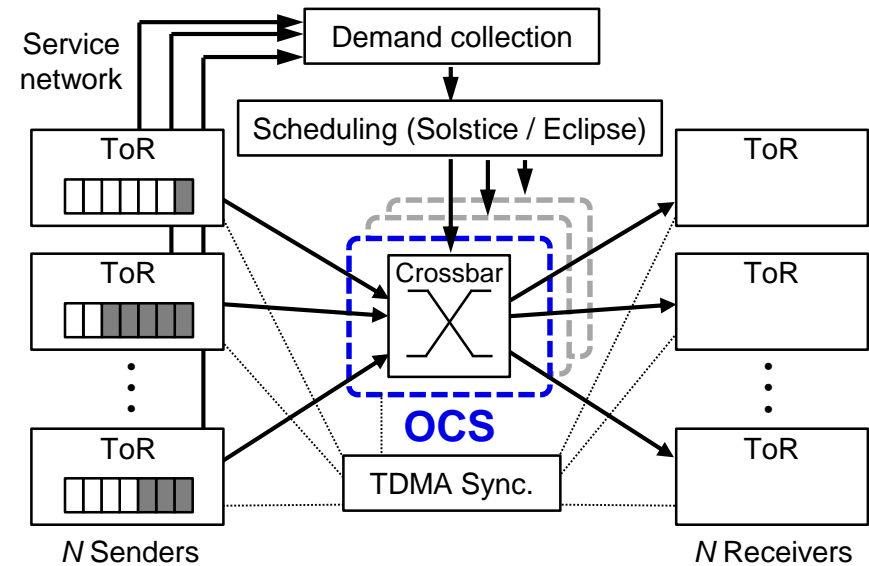 Service
network
Demand collection
Scheduling (Solstice / Eclipse)
ToR
ToR
Crossbar
ToR
ToR
OCS
ToR
ToR
TDMA Sync.
N Senders
N Receivers